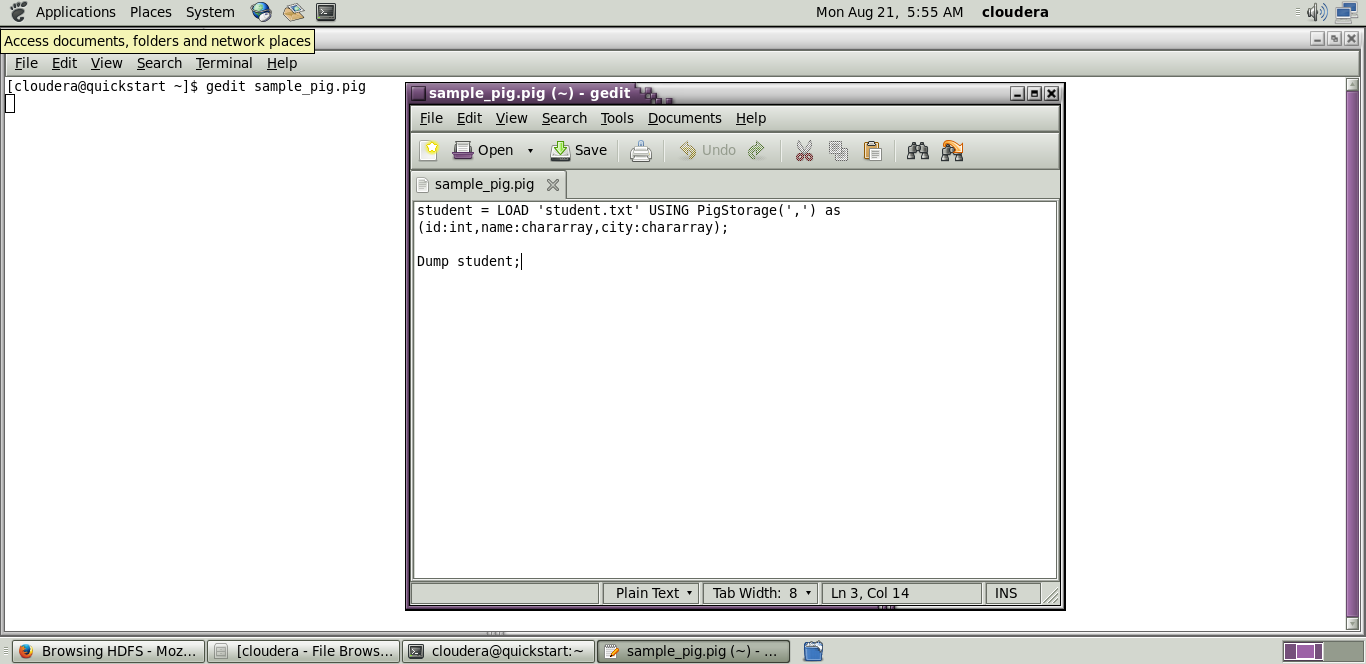 Applications Places System Mon Aug 21, 5:55 AM cloudera
Access documents, folders and network places
File Edit View Search Terminal Help
[cloudera@quickstart ~]$ gedit sample_pig.pig
sample_pig.pig (~) - gedit
File Edit View Search Tools Documents Help
Open Save Undo
sample_pig.pig
student = LOAD 'student.txt' USING PigStorage(',') as
(id:int,name:chararray,city:chararray);
Dump student;
Plain Text Tab Width: 8 Ln 3, Col 14 INS
Browsing HDFS - Moz... [cloudera - File Brows... cloudera@quickstart:~ sample_pig.pig (~) - ...